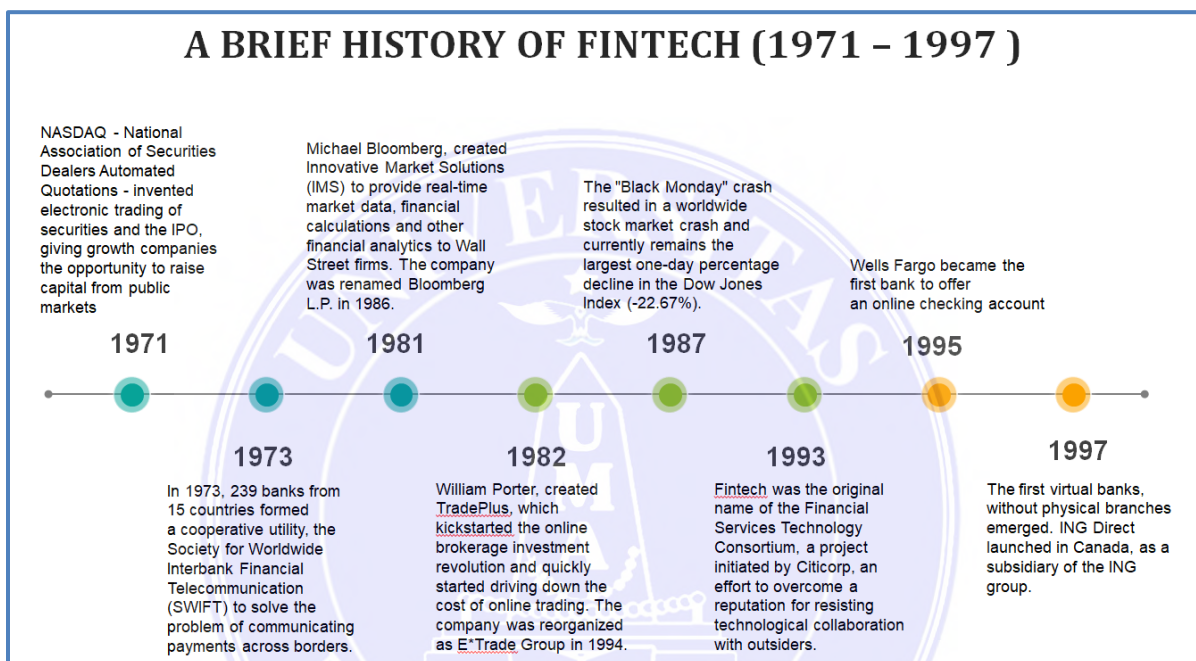 A BRIEF HISTORY OF FINTECH (1971 – 1997 )
NASDAQ - National
Association of Securities
Dealers Automated
Quotations - invented
electronic trading of
securities and the IPO,
giving growth companies
the opportunity to raise
capital from public
markets
1971
Michael Bloomberg, created
Innovative Market Solutions
(IMS) to provide real-time
market data, financial
calculations and other
financial analytics to Wall
Street firms. The company
was renamed Bloomberg
L.P. in 1986.
1981
The "Black Monday" crash
resulted in a worldwide
stock market crash and
currently remains the
largest one-day percentage
decline in the Dow Jones
Index (-22.67%).
1987
Wells Fargo became the
first bank to offer
an online checking account
1995
1973
In 1973, 239 banks from
15 countries formed
a cooperative utility, the
Society for Worldwide
Interbank Financial
Telecommunication
(SWIFT) to solve the
problem of communicating
payments across borders.
1982
William Porter, created
TradePlus, which
kickstarted the online
brokerage investment
revolution and quickly
started driving down the
cost of online trading. The
company was reorganized
as E*Trade Group in 1994.
1993
Fintech was the original
name of the Financial
Services Technology
Consortium, a project
initiated by Citicorp, an
effort to overcome a
reputation for resisting
technological collaboration
with outsiders.
1997
The first virtual banks,
without physical branches
emerged. ING Direct
launched in Canada, as a
subsidiary of the ING
group.
UNIVERSITAS
UMA